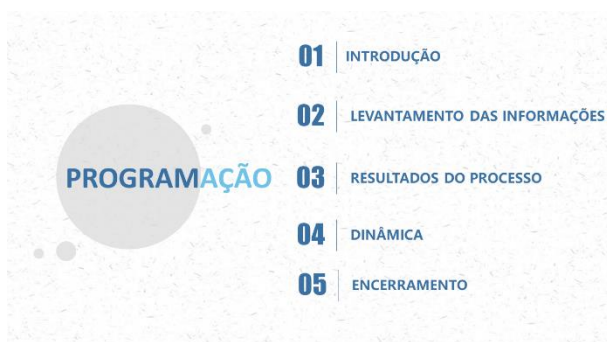 PROGRAMAÇÃO
01 INTRODUÇÃO
02 LEVANTAMENTO DAS INFORMAÇÕES
03 RESULTADOS DO PROCESSO
04 DINÂMICA
05 ENCERRAMENTO